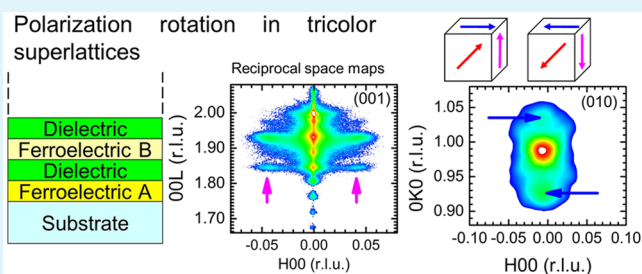 Polarization rotation in tricolor
superlattices
Dielectric
Ferroelectric B
Dielectric
Ferroelectric A
Substrate
Reciprocal space maps
(001)
00L (r.l.u.)
2.00
1.90
1.80
1.70
-0.05 0.00 0.05
H00 (r.l.u.)
(010)
0K0 (r.l.u.)
1.05
1.00
0.95
0.90
-0.10 -0.05 0.00 0.05 0.10
H00 (r.l.u.)